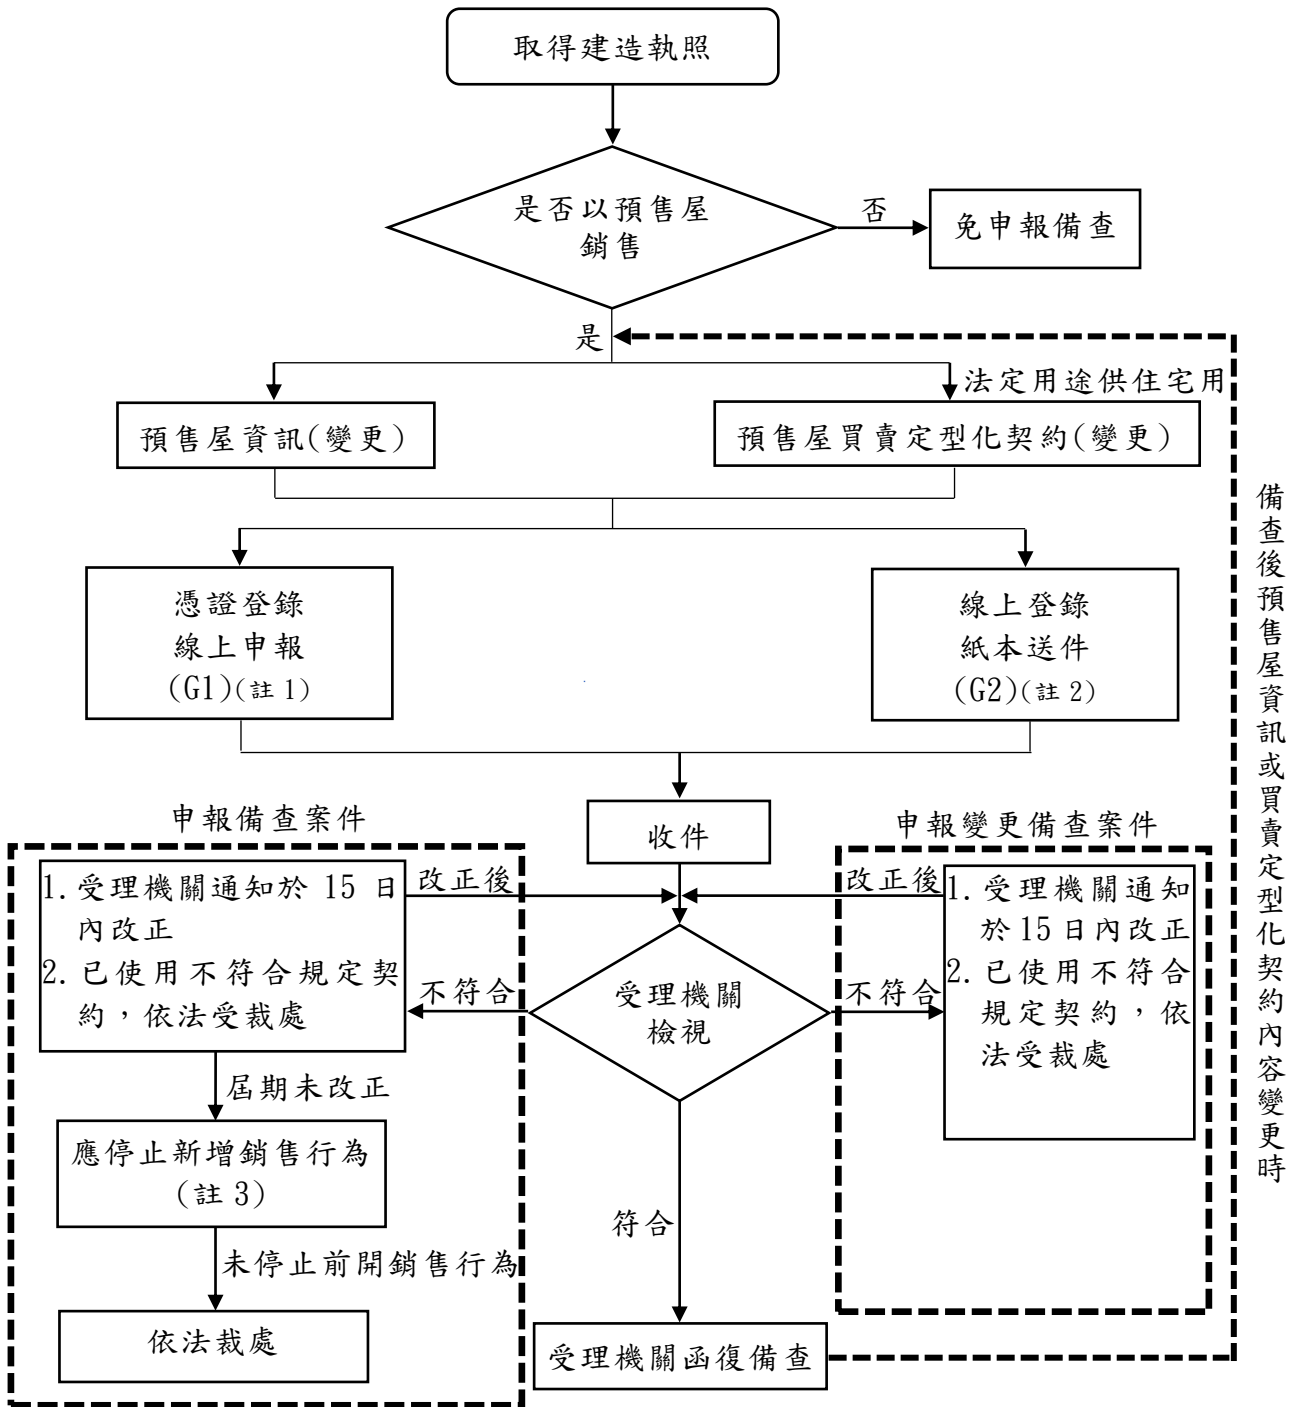 取得建造執照
是否以預售屋
銷售
否
免申報備查
是
法定用途供住宅用
預售屋資訊(變更)
預售屋買賣定型化契約(變更)
憑證登錄
線上申報
(G1)(註 1)
線上登錄
紙本送件
(G2)(註 2)
備查後預售屋資訊或買賣定型化契約內容變更時
收件
申報備查案件
申報變更備查案件
1. 受理機關通知於 15 日
內改正
2. 已使用不符合規定契
約，依法受裁處
改正後
改正後
1. 受理機關通知
於 15 日內改正
2. 已使用不符合
規定契約，依
法受裁處
不符合
受理機關
檢視
不符合
屆期未改正
應停止新增銷售行為
(註 3)
符合
未停止前開銷售行為
依法裁處
受理機關函復備查